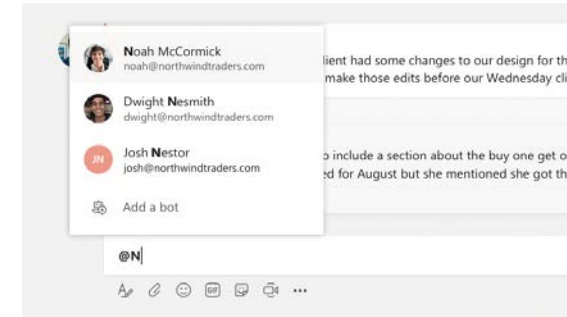 Noah McCormick
noah@northwindtraders.com
lient had some changes to our design for th
make those edits before our Wednesday cli
Dwight Nesmith
dwight@northwindtraders.com
JN
Josh Nestor
josh@northwindtraders.com
include a section about the buy one get o
ed for August but she mentioned she got th
Add a bot
@N
GIF